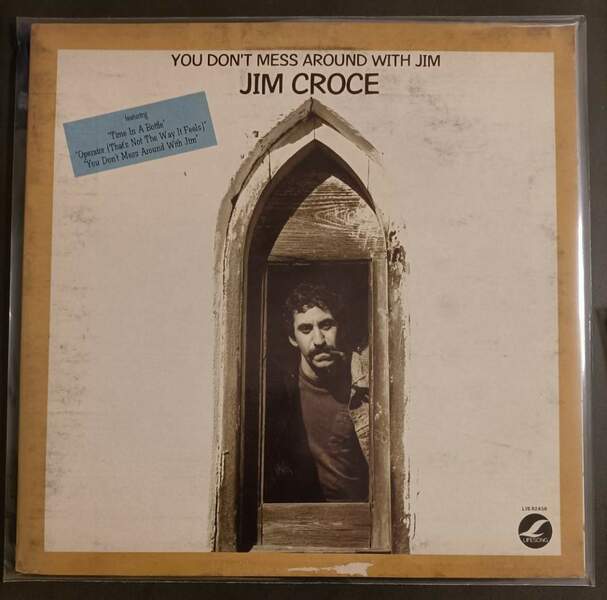 YOU DON'T MESS AROUND WITH JIM
JIM CROCE
featuring
"Time In A Bottle"
"Operator (That's Not The Way It Feels)"
"You Don't Mess Around With Jim"
LIFESONG